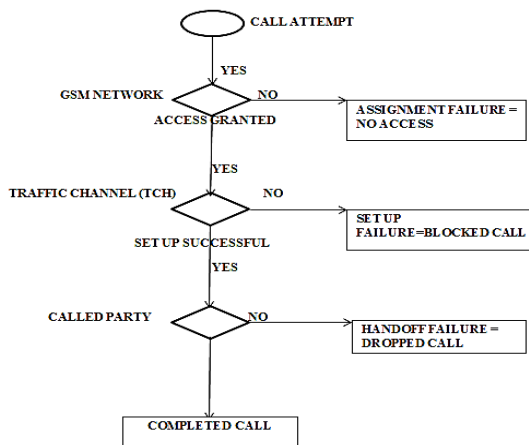 CALL ATTEMPT
YES
GSM NETWORK
NO
ACCESS GRANTED
ASSIGNMENT FAILURE =
NO ACCESS
YES
TRAFFIC CHANNEL (TCH)
NO
SET UP SUCCESSFUL
SET UP
FAILURE=BLOCKED CALL
YES
CALLED PARTY
NO
HANDOFF FAILURE =
DROPPED CALL
COMPLETED CALL